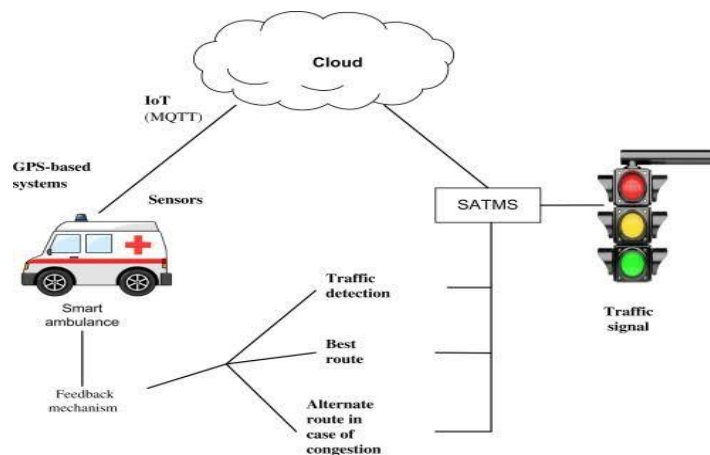 Cloud
IoT
(MQTT)
GPS-based
systems
Sensors
SATMS
Smart
ambulance
Traffic
detection
Traffic
signal
Best
route
Feedback
mechanism
Alternate
route in
case of
congestion